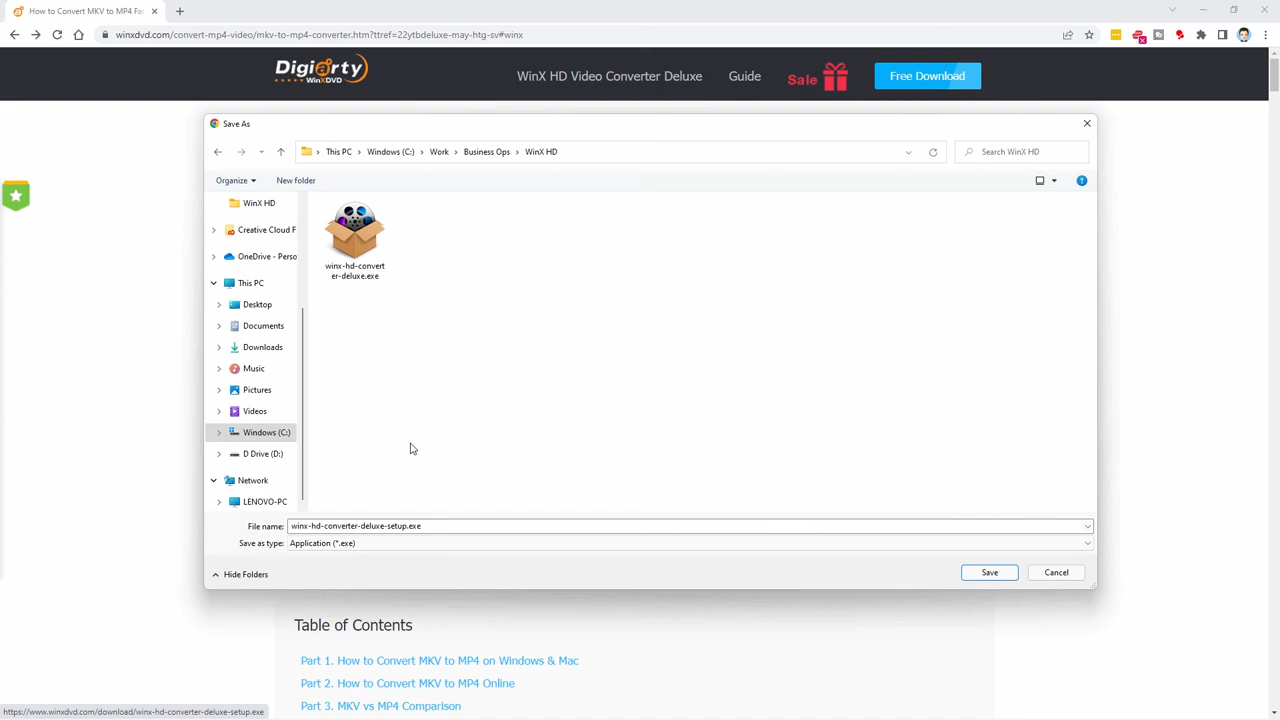 How to Convert MKV to MP4 Fas
winxdvd.com/convert-mp4-video/mkv-to-mp4-converter.htm?ttref=22ytbdeluxe-may-htg-sv#winx
Digiarty
WinXDVD
WinX HD Video Converter Deluxe
Guide
Sale
Free Download
Save As
This PC
Windows (C:)
Work
Business Ops
WinX HD
Search WinX HD
Organize
New folder
WinX HD
Creative Cloud F
OneDrive - Perso
This PC
Desktop
Documents
Downloads
Music
Pictures
Videos
Windows (C:)
D Drive (D:)
Network
LENOVO-PC
winx-hd-convert
er-deluxe.exe
File name: winx-hd-converter-deluxe-setup.exe
Save as type: Application (*.exe)
Hide Folders
Save
Cancel
Table of Contents
Part 1. How to Convert MKV to MP4 on Windows & Mac
Part 2. How to Convert MKV to MP4 Online
Part 3. MKV vs MP4 Comparison
https://www.winxdvd.com/download/winx-hd-converter-deluxe-setup.exe